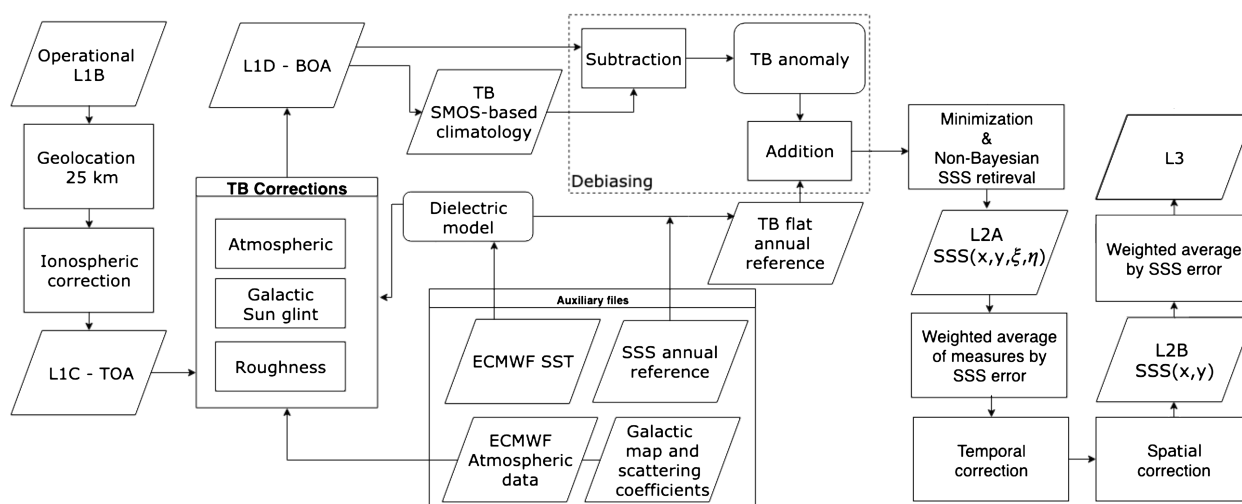 Operational
L1B
Geolocation
25 km
Ionospheric
correction
L1C - TOA
TB Corrections
Atmospheric
Galactic
Sun glint
Roughness
L1D - BOA
TB
SMOS-based
climatology
Subtraction
TB anomaly
Addition
Debiasing
Dielectric
model
TB flat
annual
reference
Auxiliary files
ECMWF SST
SSS annual
reference
ECMWF
Atmospheric
data
Galactic
map and
scattering
coefficients
Minimization
&
Non-Bayesian
SSS retireval
L2A
SSS(x,y,ξ,η)
Weighted average
of measures by
SSS error
Temporal
correction
Spatial
correction
L2B
SSS(x,y)
Weighted average
by SSS error
L3